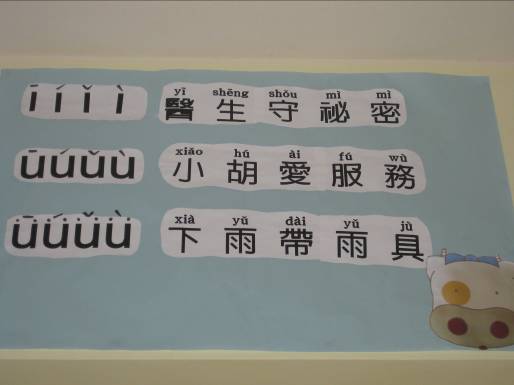 ī í ǐ ì
yī shēng shǒu mì mì
醫生守祕密
ū ú ǔ ù
xiǎo hú ài fú wù
小胡愛服務
ǖ ǘ ǚ ǜ
xià yǔ dài yǔ jù
下雨帶雨具